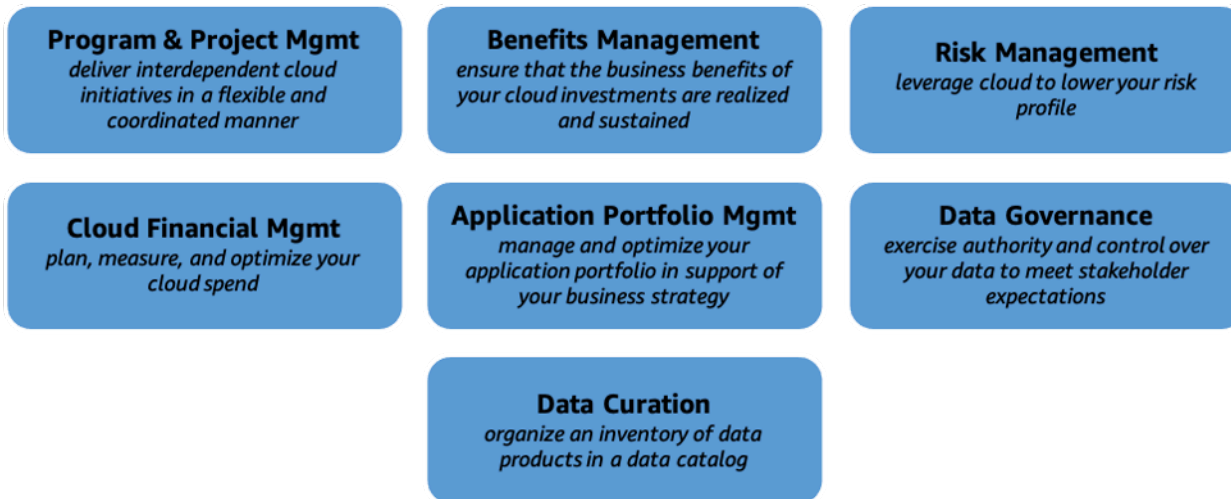 Program & Project Mgmt
deliver interdependent cloud
initiatives in a flexible and
coordinated manner
Benefits Management
ensure that the business benefits of
your cloud investments are realized
and sustained
Risk Management
leverage cloud to lower your risk
profile
Cloud Financial Mgmt
plan, measure, and optimize your
cloud spend
Application Portfolio Mgmt
manage and optimize your
application portfolio in support of
your business strategy
Data Governance
exercise authority and control over
your data to meet stakeholder
expectations
Data Curation
organize an inventory of data
products in a data catalog